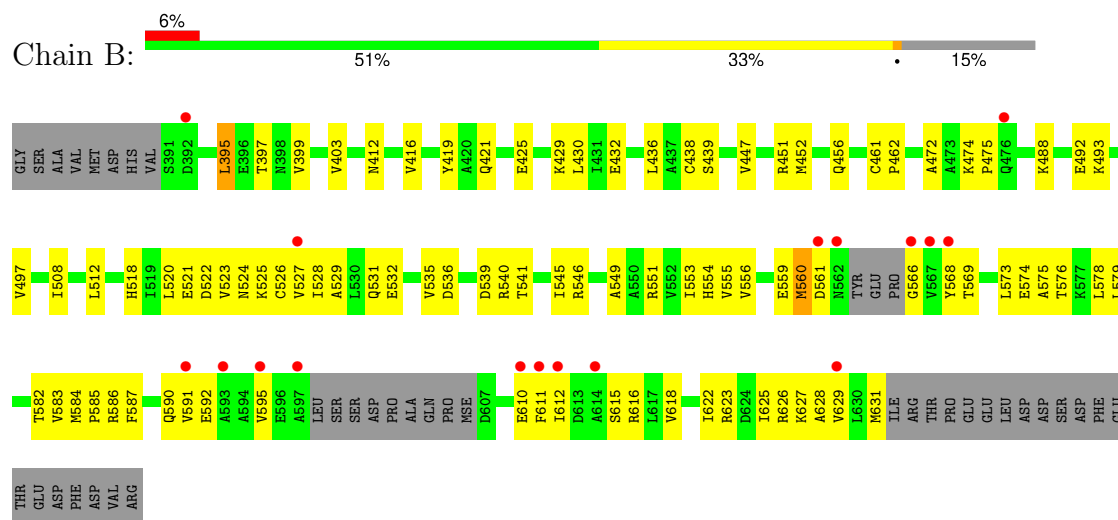 6%
Chain B:
51% 33% • 15%
GLY SER ALA VAL MET ASP HIS VAL S391 D392 L395 E396 T397 N398 V399 V403 N412 V416 Y419 A420 Q421 E425 K429 L430 I431 E432 L436 A437 C438 S439 V447 R451 M452 Q456 C461 P462 A472 A473 K474 P475 Q476 K488 E492 K493
V497 I508 L512 H518 I519 L520 E521 D522 V523 N524 K525 C526 V527 I528 A529 L530 Q531 E532 V535 D536 D539 R540 T541 I545 R546 A549 A550 R551 V552 I553 H554 V555 V556 E559 M560 D561 N562 TYR GLU PRO G566 V567 Y568 T569 L573 E574 A575 T576 K577 L578 L579
T582 V583 M584 P585 R586 F587 Q590 V591 E592 A593 A594 V595 E596 A597 LEU SER SER ASP PRO ALA GLN PRO MSE D607 E610 F611 I612 D613 A614 S615 R616 L617 V618 I622 R623 D624 I625 R626 K627 A628 V629 L630 M631 ILE ARG THR PRO GLU GLU LEU ASP ASP SER ASP PHE GLU
THR GLU ASP PHE ASP VAL ARG